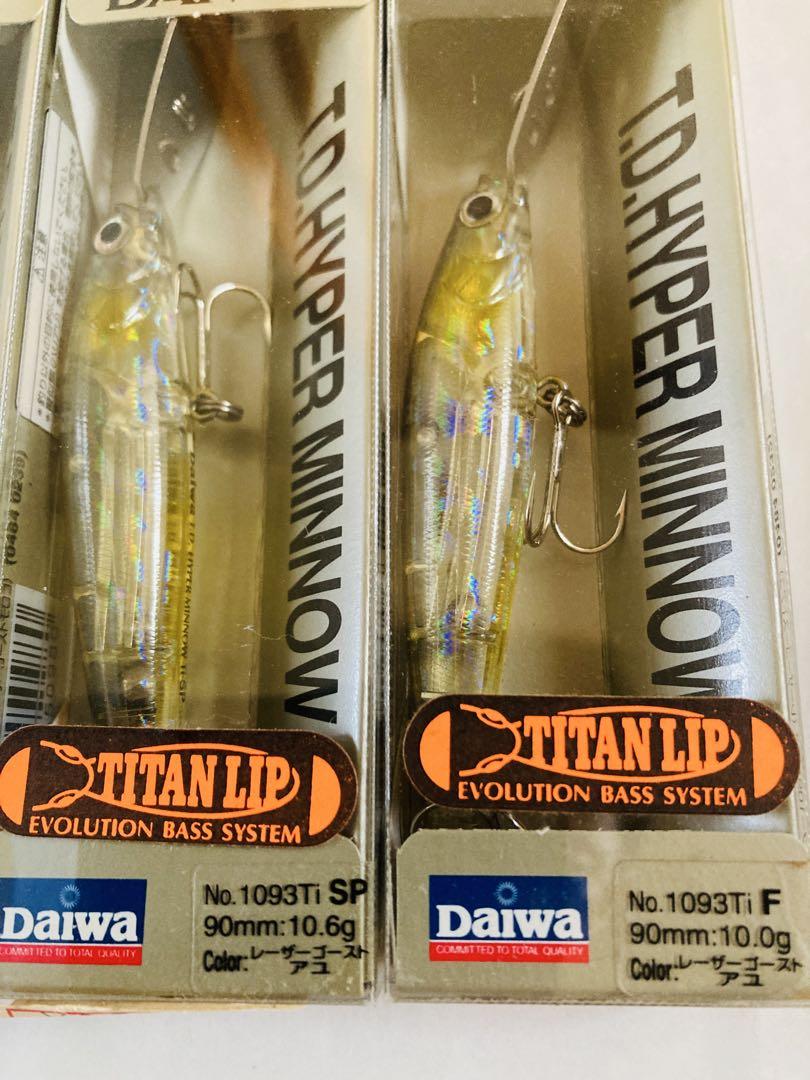 T.D.HYPER MINNOW
TITAN LIP
EVOLUTION BASS SYSTEM
Daiwa
COMMITTED TO TOTAL QUALITY
No.1093Ti SP
90mm:10.6g
Color:レーザーゴースト
アユ
T.D.HYPER MINNOW
TITAN LIP
EVOLUTION BASS SYSTEM
Daiwa
COMMITTED TO TOTAL QUALITY
No.1093Ti F
90mm:10.0g
Color:レーザーゴースト
アユ